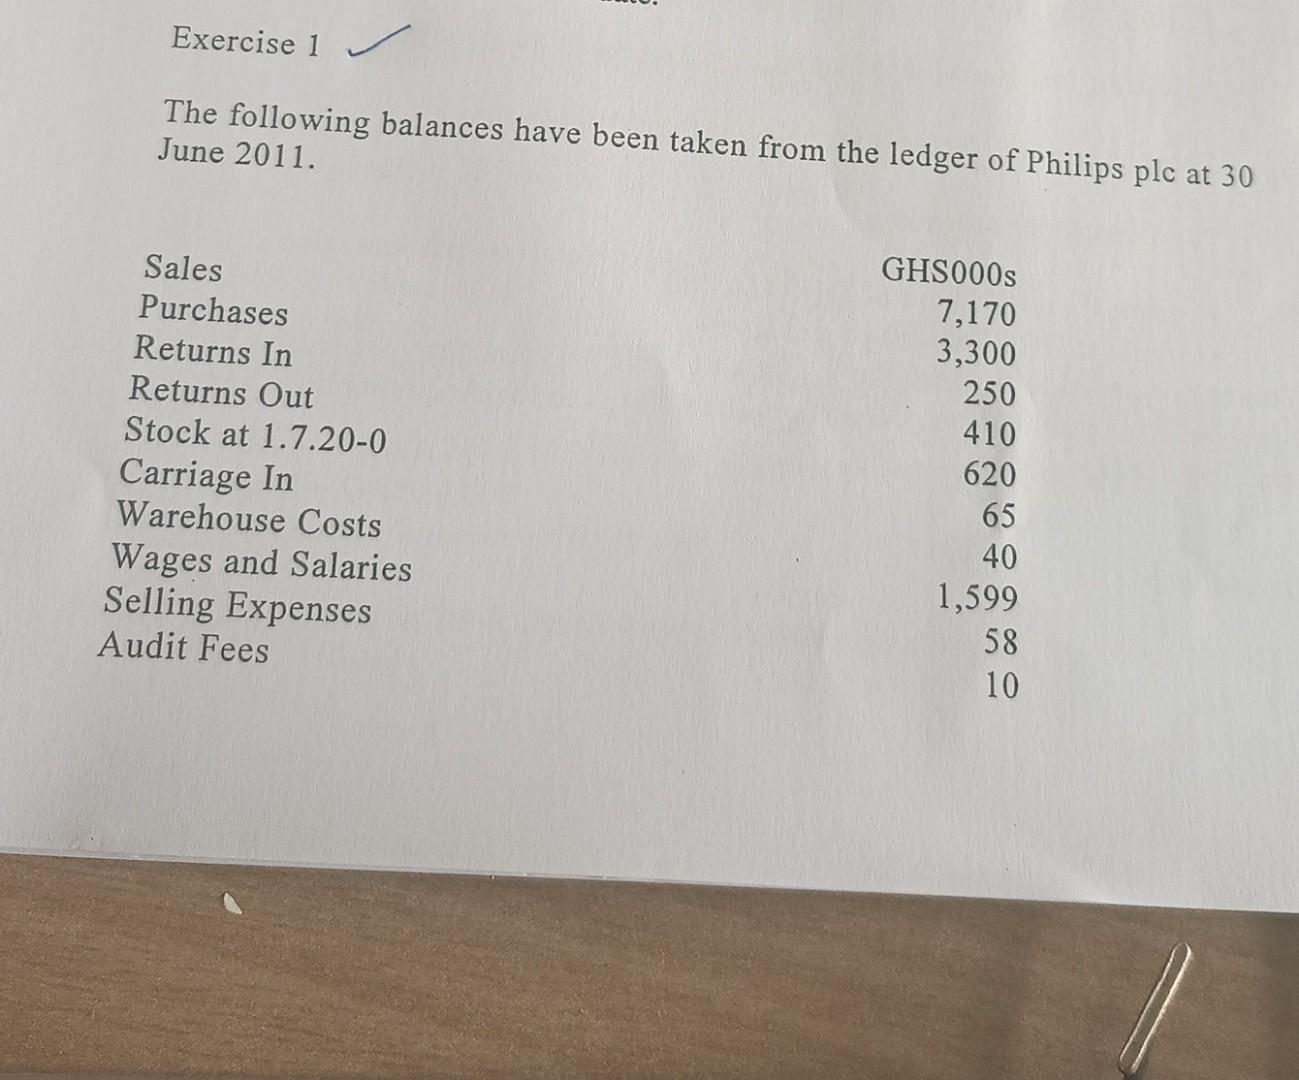 Exercise 1
The following balances have been taken from the ledger of Philips plc at 30
June 2011.
GHS000s
Sales 7,170
Purchases 3,300
Returns In 250
Returns Out 410
Stock at 1.7.20-0 620
Carriage In 65
Warehouse Costs 40
Wages and Salaries 1,599
Selling Expenses 58
Audit Fees 10